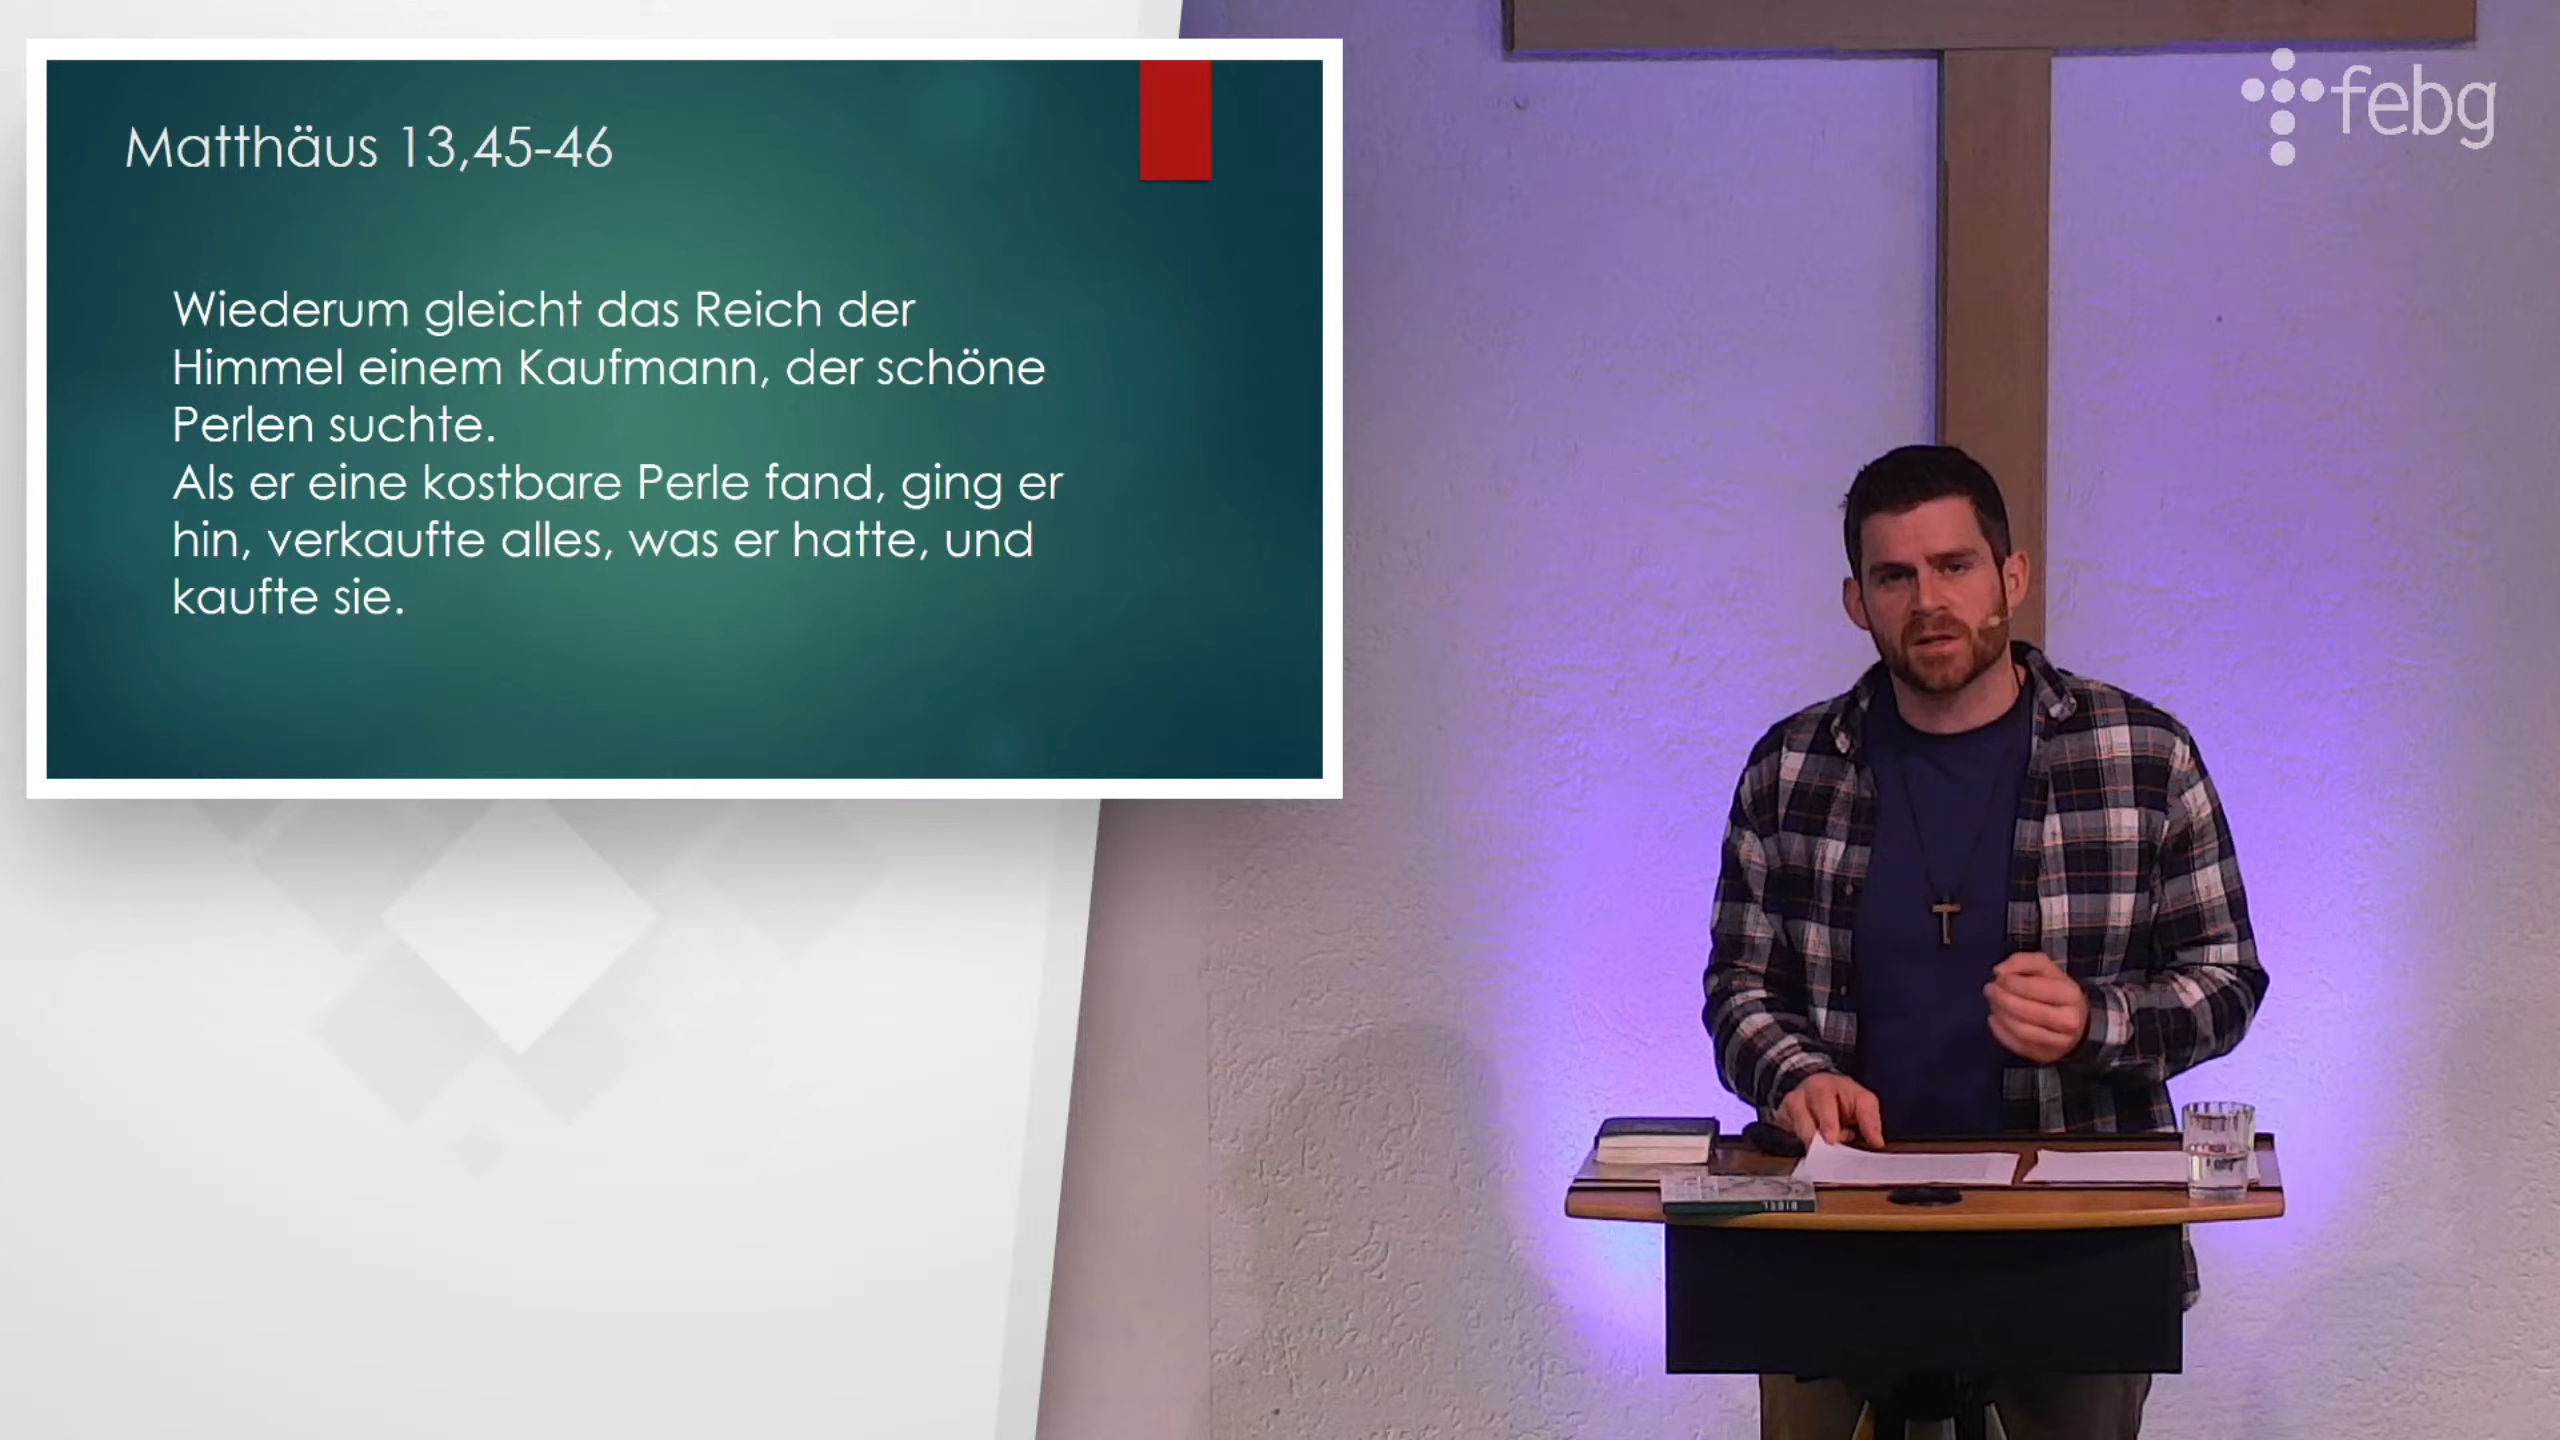 Matthäus 13,45-46
Wiederum gleicht das Reich der
Himmel einem Kaufmann, der schöne
Perlen suchte.
Als er eine kostbare Perle fand, ging er
hin, verkaufte alles, was er hatte, und
kaufte sie.
febg
BIBEL